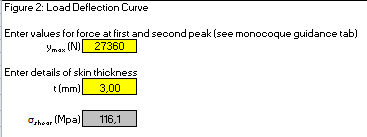 Figure 2: Load Deflection Curve
Enter values for force at first and second peak (see monocoque guidance tab)
ymax (N) 27360
Enter details of skin thickness
t (mm) 3,00
σshear (Mpa) 116,1